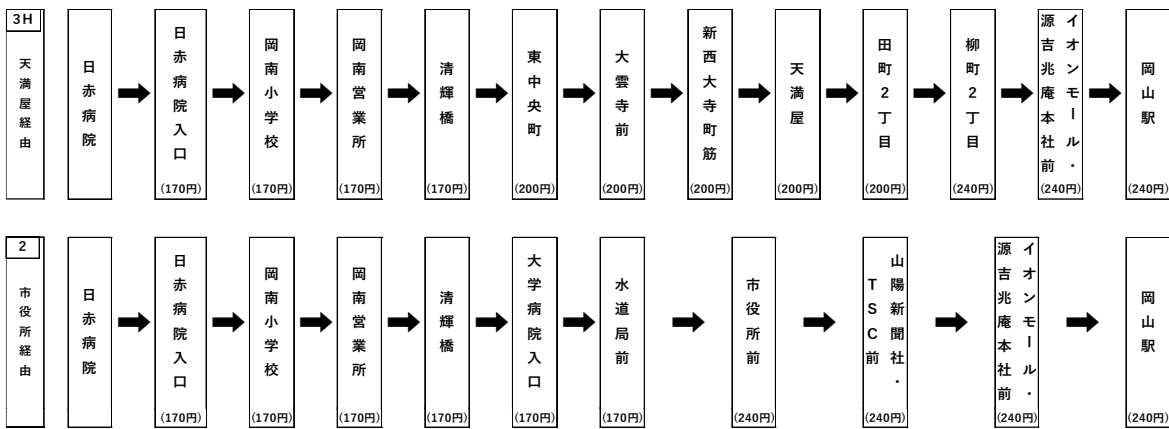 3H
天満屋経由
日赤病院
日赤病院入口
(170円)
岡南小学校
(170円)
岡南営業所
(170円)
清輝橋
(170円)
東中央町
(200円)
大雲寺前
(200円)
新西大寺町筋
(200円)
天満屋
(200円)
田町2丁目
(200円)
柳町2丁目
(240円)
イオンモール・
源吉兆庵本社前
(240円)
岡山駅
(240円)
2
市役所経由
日赤病院
日赤病院入口
(170円)
岡南小学校
(170円)
岡南営業所
(170円)
清輝橋
(170円)
大学病院入口
(170円)
水道局前
(170円)
市役所前
(240円)
山陽新聞社・
TSC前
(240円)
イオンモール・
源吉兆庵本社前
(240円)
岡山駅
(240円)